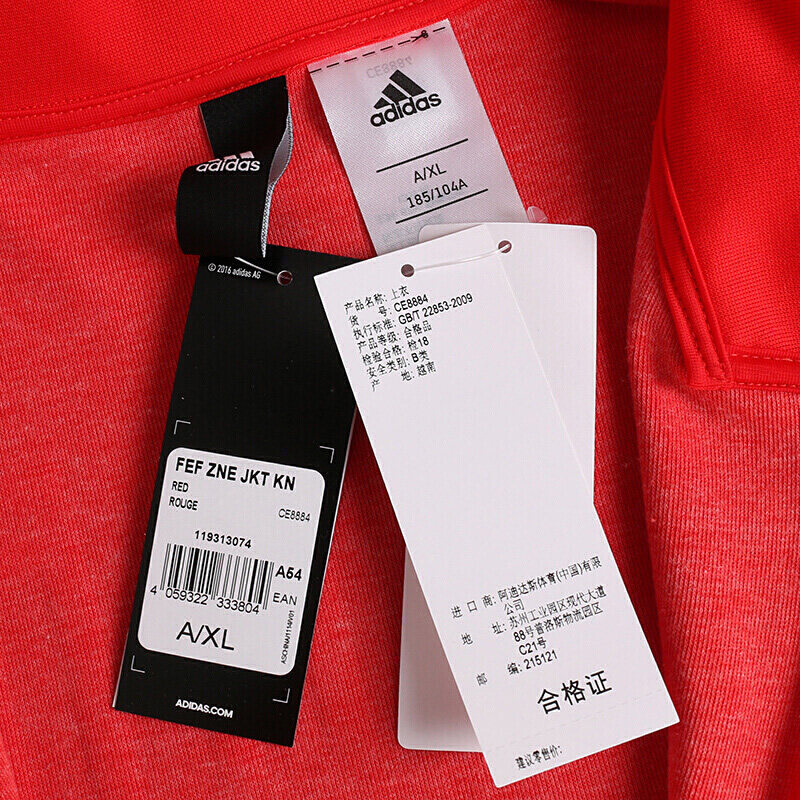 CE8884
adidas
A/XL
185/104A
adidas
© 2016 adidas AG
FEF ZNE JKT KN
RED
ROUGE
CE8884
119313074
A54
4 059322 333804
EAN
A/XL
ASCHINA/1114/V01
ADIDAS.COM
产品名称: 上衣
货 号: CE8884
执行标准: GB/T 22853-2009
产品等级: 合格品
检验合格: 检18
安全类别: B类
产 地: 越南
进 口 商: 阿迪达斯体育(中国)有限
公司
地 址: 苏州工业园区现代大道
88号普洛斯物流园区
C21号
邮 编: 215121
合格证
建议零售价: